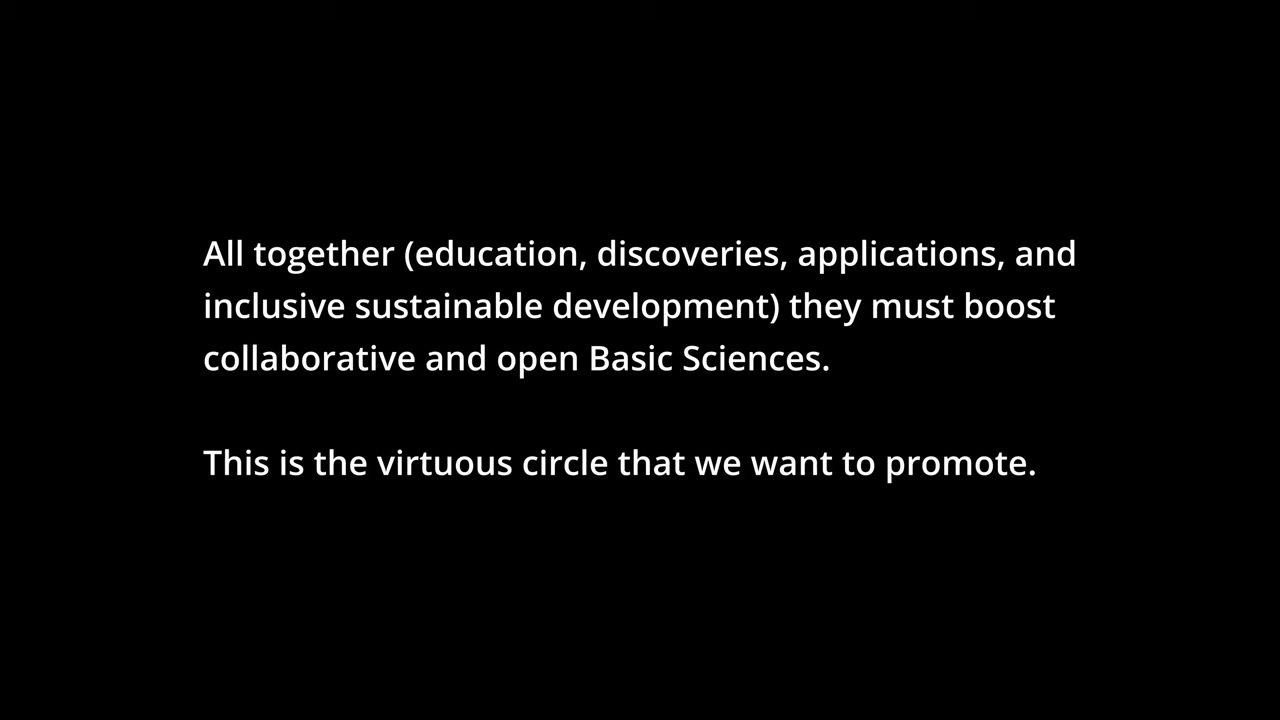 All together (education, discoveries, applications, and
inclusive sustainable development) they must boost
collaborative and open Basic Sciences.
This is the virtuous circle that we want to promote.